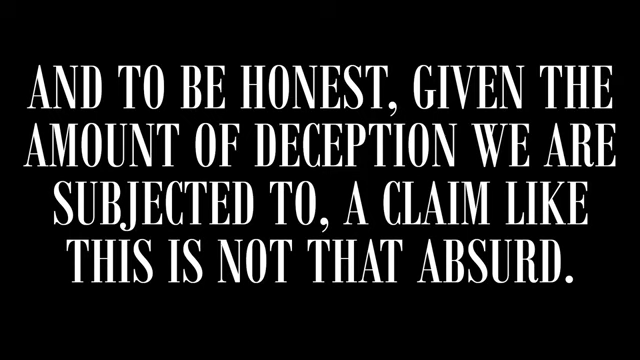 AND TO BE HONEST, GIVEN THE
AMOUNT OF DECEPTION WE ARE
SUBJECTED TO, A CLAIM LIKE
THIS IS NOT THAT ABSURD.